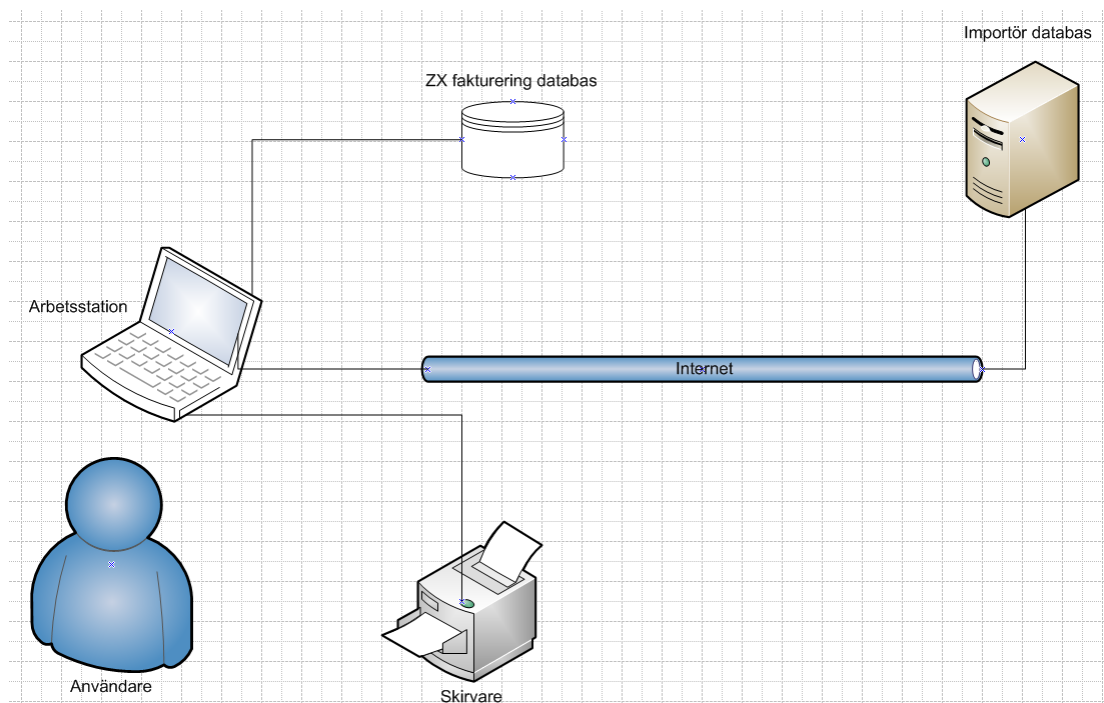 Importör databas
ZX fakturering databas
Arbetsstation
Internet
Användare
Skirvare